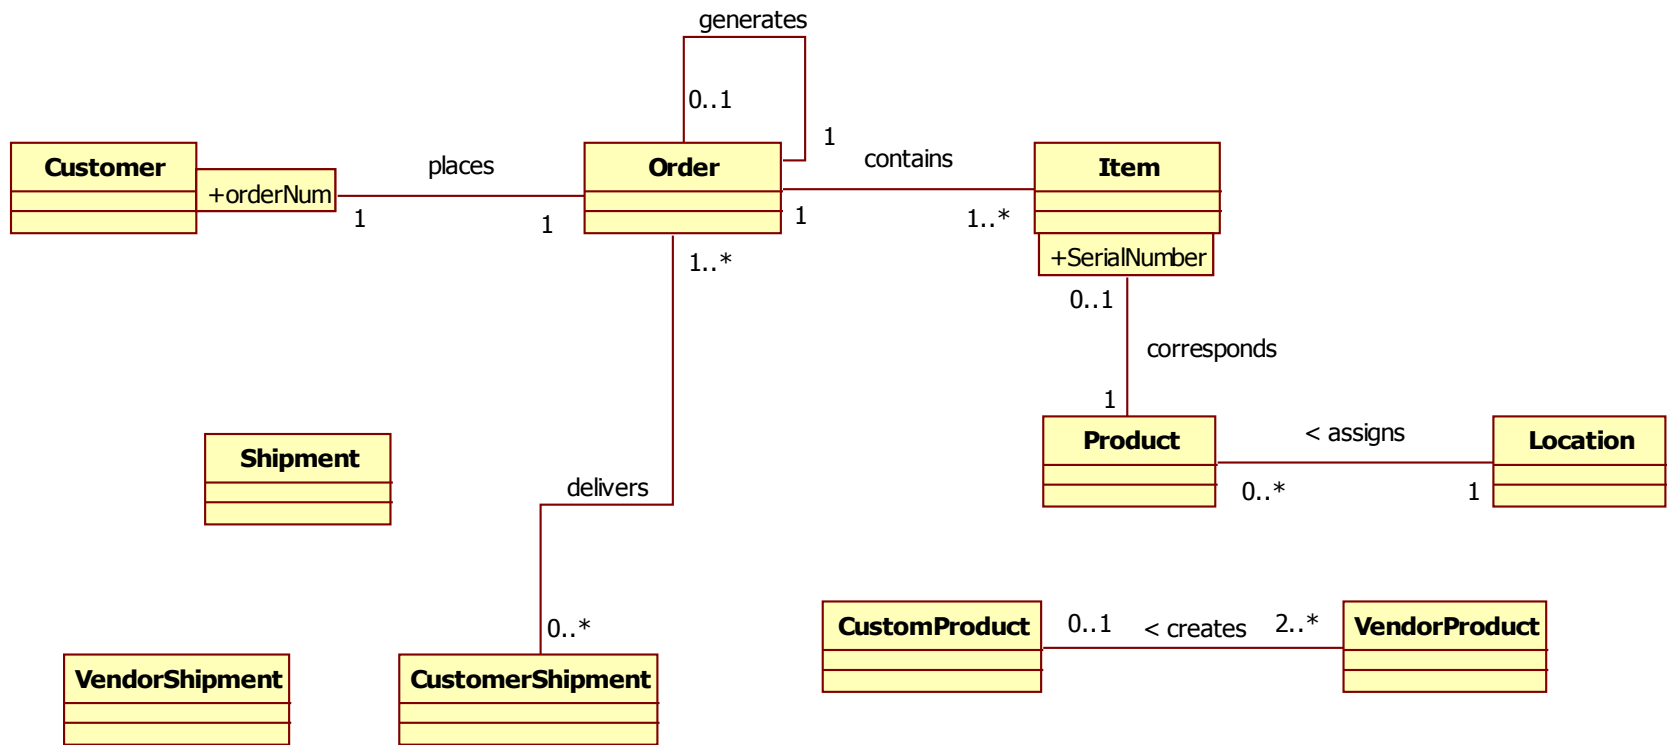 generates
0..1
1
Customer
+orderNum
places
1
1
Order
contains
1
1..*
Item
+SerialNumber
1..*
0..1
corresponds
1
Product
< assigns
0..*
1
Location
Shipment
delivers
0..*
VendorShipment
CustomerShipment
CustomProduct
0..1
< creates
2..*
VendorProduct